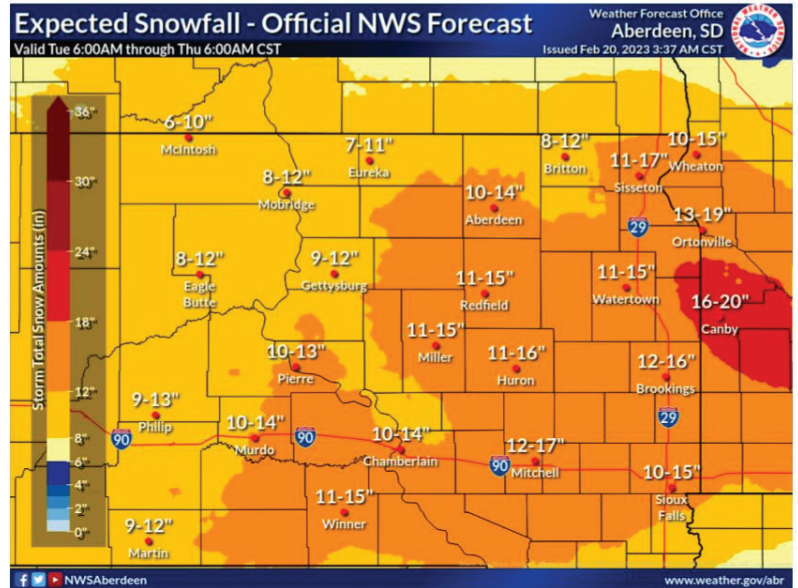 Expected Snowfall - Official NWS Forecast
Valid Tue 6:00AM through Thu 6:00AM CST
Weather Forecast Office
Aberdeen, SD
Issued Feb 20, 2023 3:37 AM CST
NATIONAL WEATHER SERVICE
Storm Total Snow Amounts (in)
36"
30"
24"
18"
12"
8"
6"
4"
2"
0"
6-10"
McIntosh
7-11"
Eureka
8-12"
Britton
10-15"
Wheaton
11-17"
Sisseton
8-12"
Mobridge
10-14"
Aberdeen
13-19"
Ortonville
29
8-12"
Eagle
Butte
9-12"
Gettysburg
11-15"
Redfield
11-15"
Watertown
16-20"
Canby
11-15"
Miller
10-13"
Pierre
11-16"
Huron
12-16"
Brookings
29
9-13"
Philip
90
10-14"
Murdo
90
10-14"
Chamberlain
90
12-17"
Mitchell
10-15"
Sioux
Falls
11-15"
Winner
9-12"
Martin
NWSAberdeen
www.weather.gov/abr